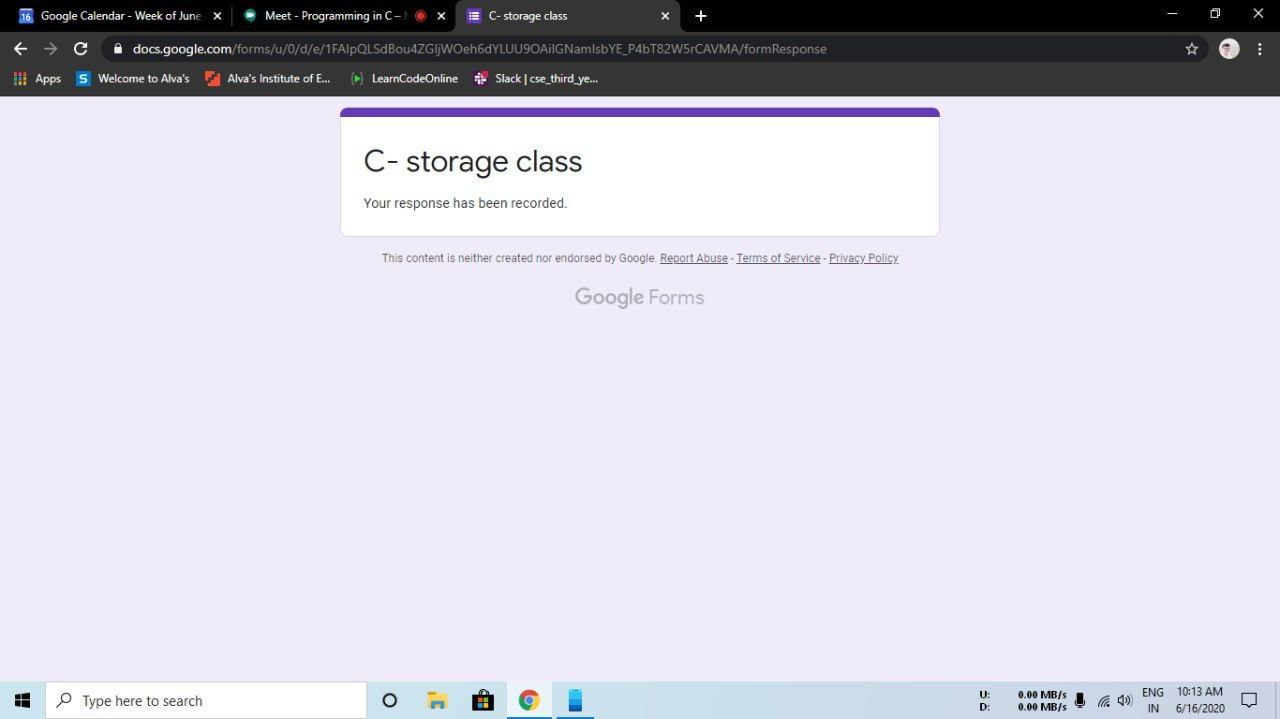 Google Calendar - Week of June
Meet - Programming in C –
C- storage class
docs.google.com/forms/u/0/d/e/
Apps
Welcome to Alva's
Alva's Institute of E...
LearnCodeOnline
Slack | cse_third_ye...
C- storage class
Your response has been recorded.
This content is neither created nor endorsed by Google. Report Abuse - Terms of Service - Privacy Policy
Google Forms
Type here to search
U: 0.00 MB/s
D: 0.00 MB/s
ENG
IN
10:13 AM
6/16/2020